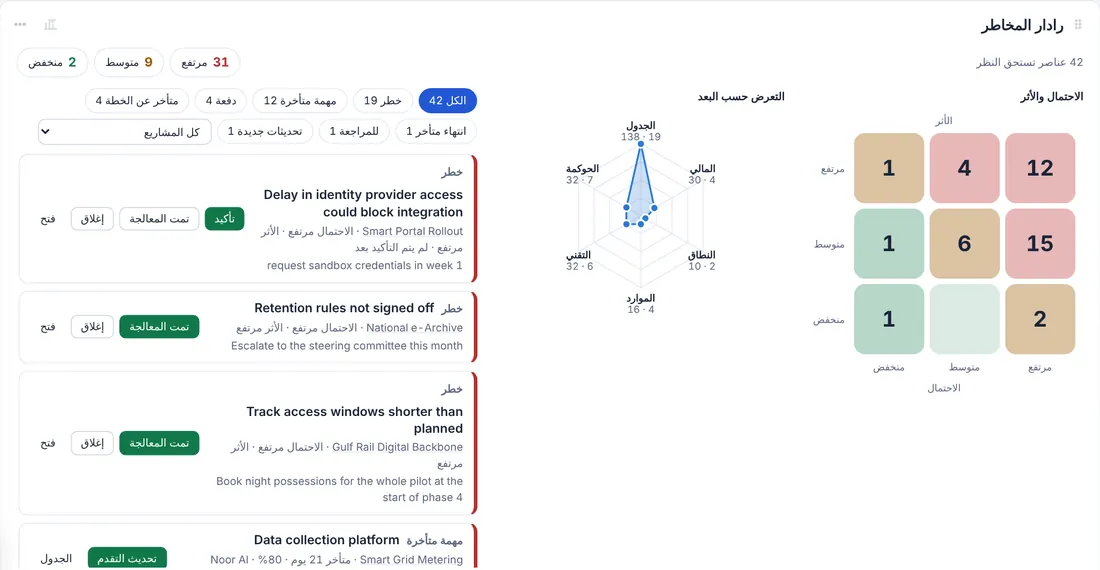 رادار المخاطر
42 عناصر تستحق النظر
31 مرتفع
9 متوسط
2 منخفض
الاحتمال والأثر
الأثر
مرتفع
12
4
1
متوسط
15
6
1
منخفض
2
1
مرتفع
متوسط
منخفض
الاحتمال
التعرض حسب البعد
الجدول
138 · 19
المالي
30 · 4
النطاق
10 · 2
الموارد
16 · 4
التقني
32 · 6
الحوكمة
32 · 7
الكل 42
خطر 19
مهمة متأخرة 12
دفعة 4
متأخر عن الخطة 4
انتهاء متأخر 1
للمراجعة 1
تحديثات جديدة 1
كل المشاريع
خطر
Delay in identity provider access
could block integration
Smart Portal Rollout · الاحتمال مرتفع · الأثر
مرتفع · لم يتم التأكيد بعد
request sandbox credentials in week 1
تأكيد
تمت المعالجة
إغلاق
فتح
خطر Retention rules not signed off
National e-Archive · الاحتمال مرتفع · الأثر مرتفع
Escalate to the steering committee this month
تمت المعالجة
إغلاق
فتح
خطر
Track access windows shorter than
planned
Gulf Rail Digital Backbone · الاحتمال مرتفع · الأثر
مرتفع
Book night possessions for the whole pilot at the
start of phase 4
تمت المعالجة
إغلاق
فتح
مهمة متأخرة Data collection platform
Smart Grid Metering · متأخر 21 يوم · 80% · Noor Al
تحديث التقدم
الجدول